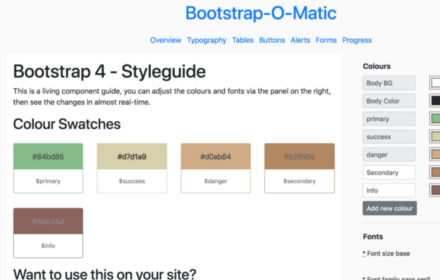 Bootstrap-O-Matic
Overview Typography Tables Buttons Alerts Forms Progress
Bootstrap 4 - Styleguide
This is a living component guide, you can adjust the colours and fonts via the panel on the right,
then see the changes in almost real-time.
Colour Swatches
#84bd86
$primary
#d7d1a9
$success
#d0ab84
$danger
$secondary
$info
Want to use this on your site?
Colours
Body BG
Body Color
primary
success
danger
Secondary
Info
Add new colour
Fonts
* Font size base
* Font family sans serif